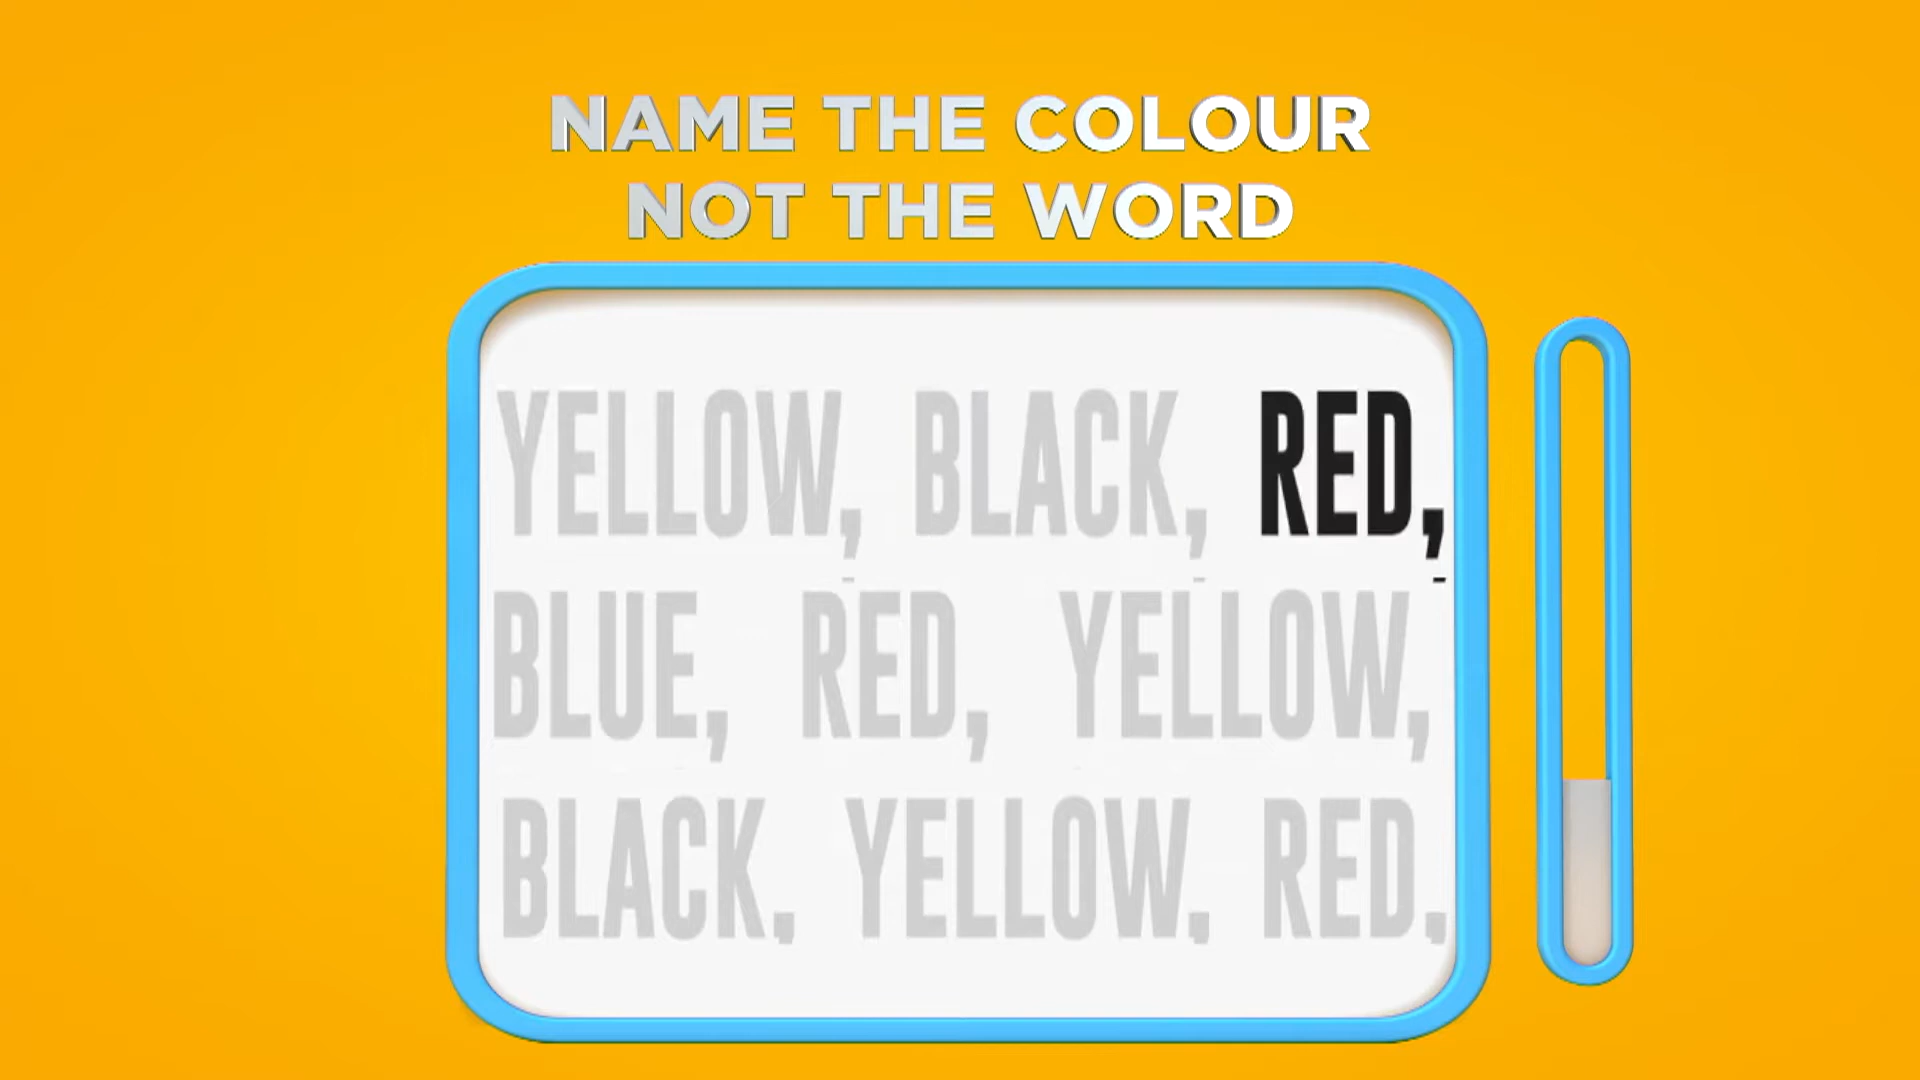 NAME THE COLOUR
NOT THE WORD
YELLOW, BLACK, RED,
BLUE, RED, YELLOW,
BLACK, YELLOW, RED,